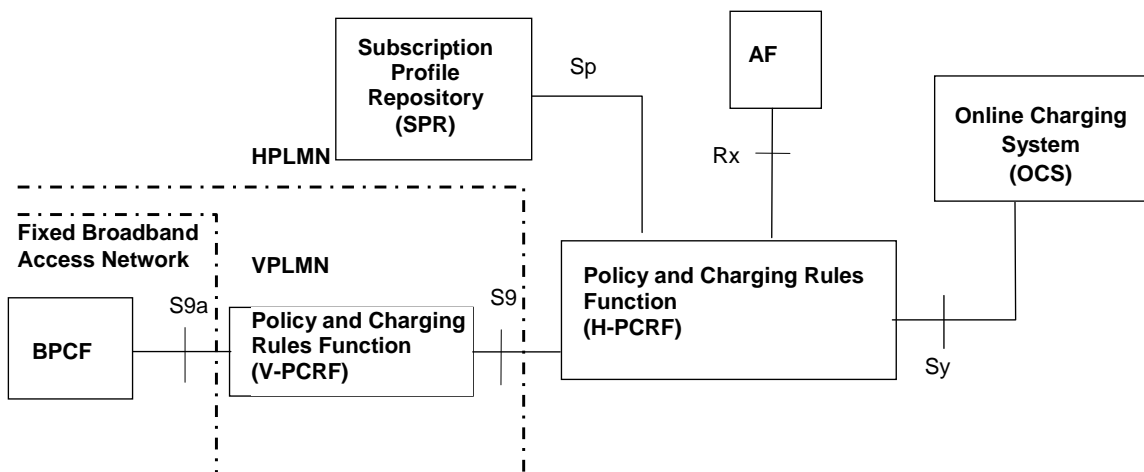 Subscription
Profile
Repository
(SPR)
Sp
AF
Online Charging
System
(OCS)
Rx
HPLMN
Fixed Broadband
Access Network
VPLMN
S9a
S9
BPCF
Policy and Charging
Rules Function
(V-PCRF)
Policy and Charging Rules
Function
(H-PCRF)
Sy